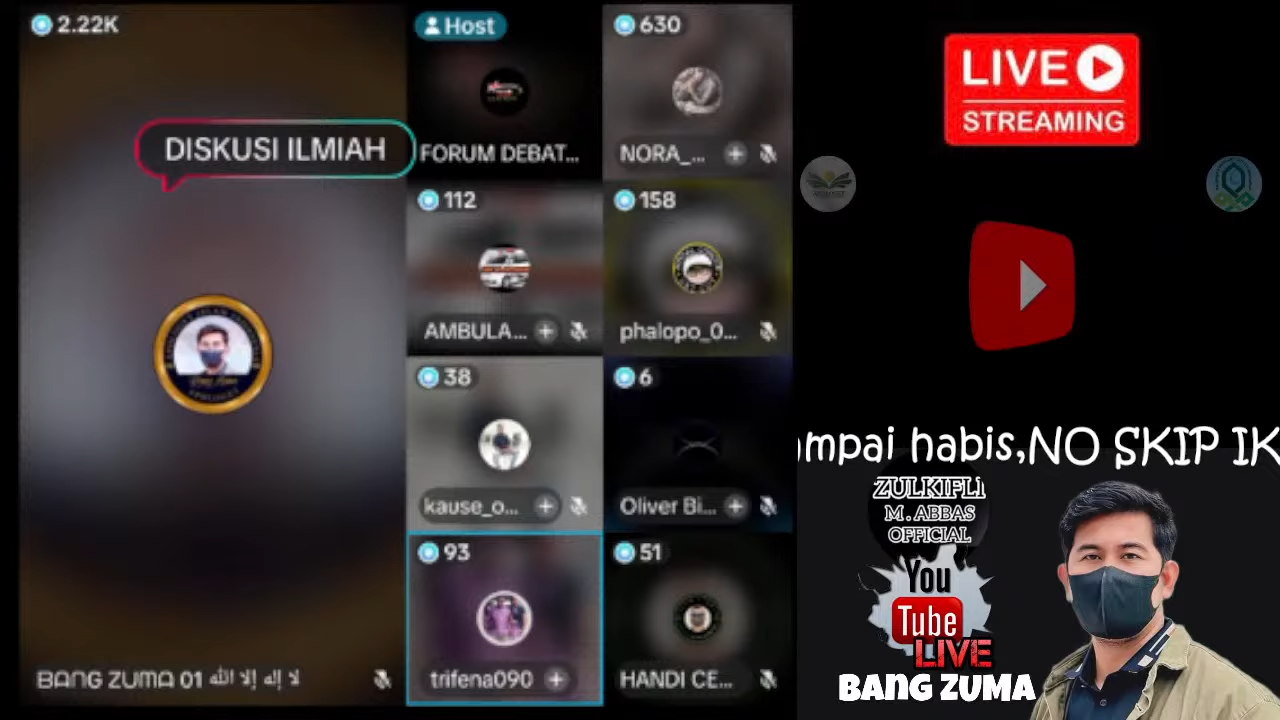 2.22K
DISKUSI ILMIAH
BANG ZUMA 01 لا إله إلا الله
Host
FORUM DEBAT...
630
NORA_...
112
AMBULA...
158
phalopo_0...
38
kause_o...
6
Oliver Bi...
93
trifena090
51
HANDI CE...
LIVE
STREAMING
ampai habis,NO SKIP IK
ZULKIFLI
M.ABBAS
OFFICIAL
You
Tube
LIVE
BANG ZUMA